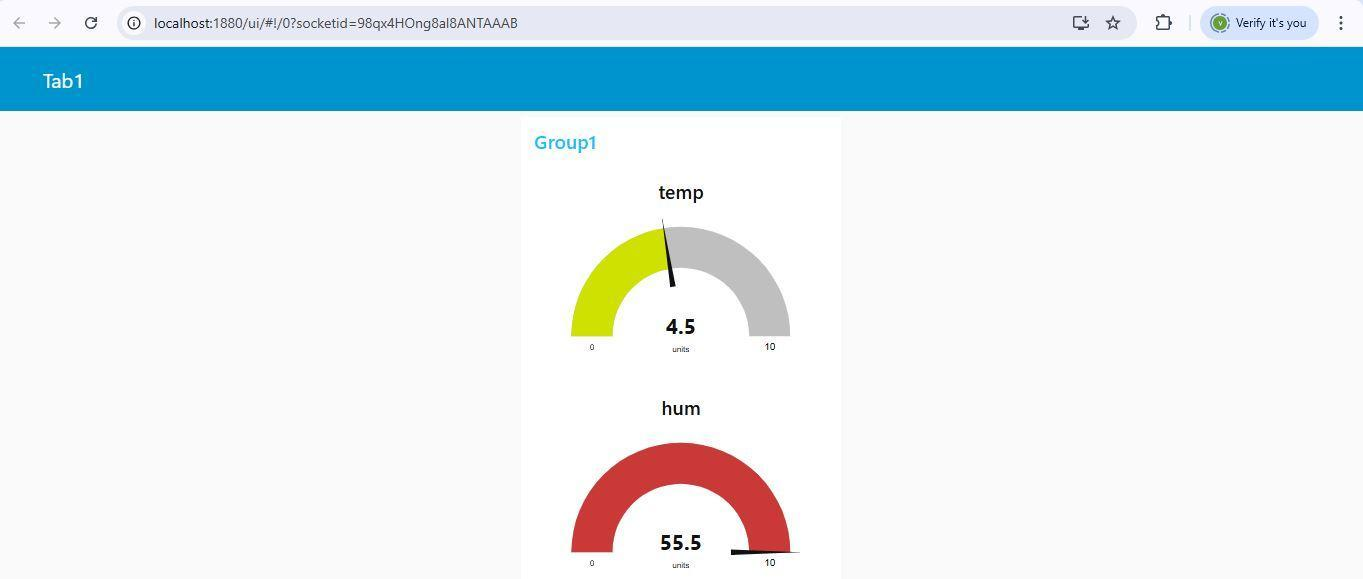 localhost:1880/ui/#!/0?socketid=98qx4HOng8al8ANTAAAB
V
Verify it's you
Tab1
Group1
temp
4.5
0
units
10
hum
55.5
0
units
10